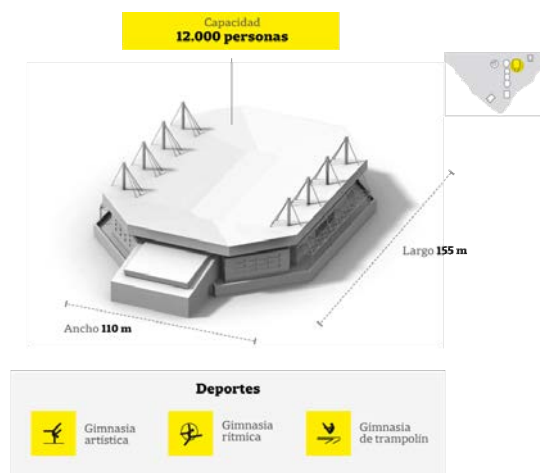 Capacidad
12.000 personas
Largo 155 m
Ancho 110 m
Deportes
Gimnasia
artística
Gimnasia
rítmica
Gimnasia
de trampolín